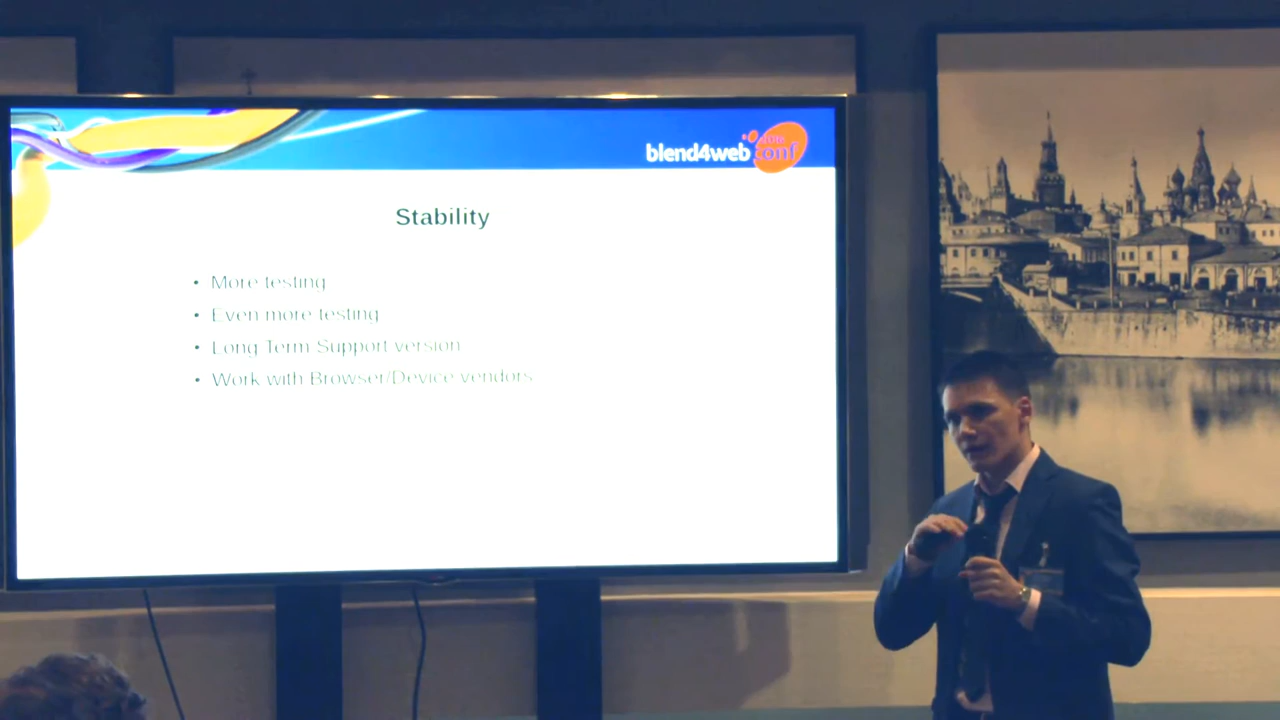 blend4web
conf
Stability
• More testing
• Even more testing
• Long Term Support version
• Work with Browser/Device vendors